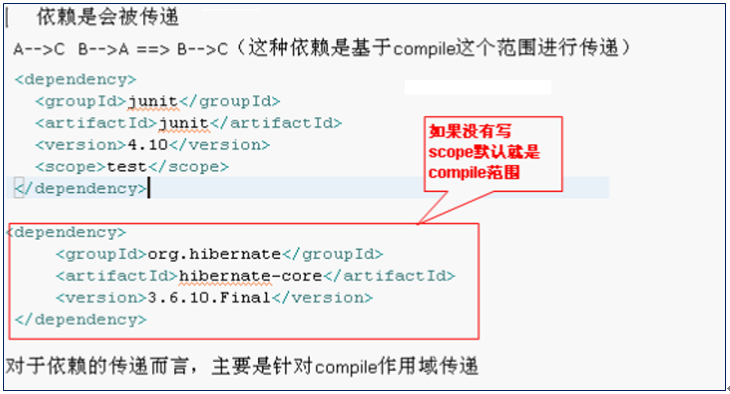 依赖是会被传递
A-->C  B-->A ==> B-->C（这种依赖是基于compile这个范围进行传递）
<dependency>
<groupId>junit</groupId>
<artifactId>junit</artifactId>
<version>4.10</version>
<scope>test</scope>
</dependency>
如果没有写
scope默认就是
compile范围
<dependency>
<groupId>org.hibernate</groupId>
<artifactId>hibernate-core</artifactId>
<version>3.6.10.Final</version>
</dependency>
对于依赖的传递而言，主要是针对compile作用域传递